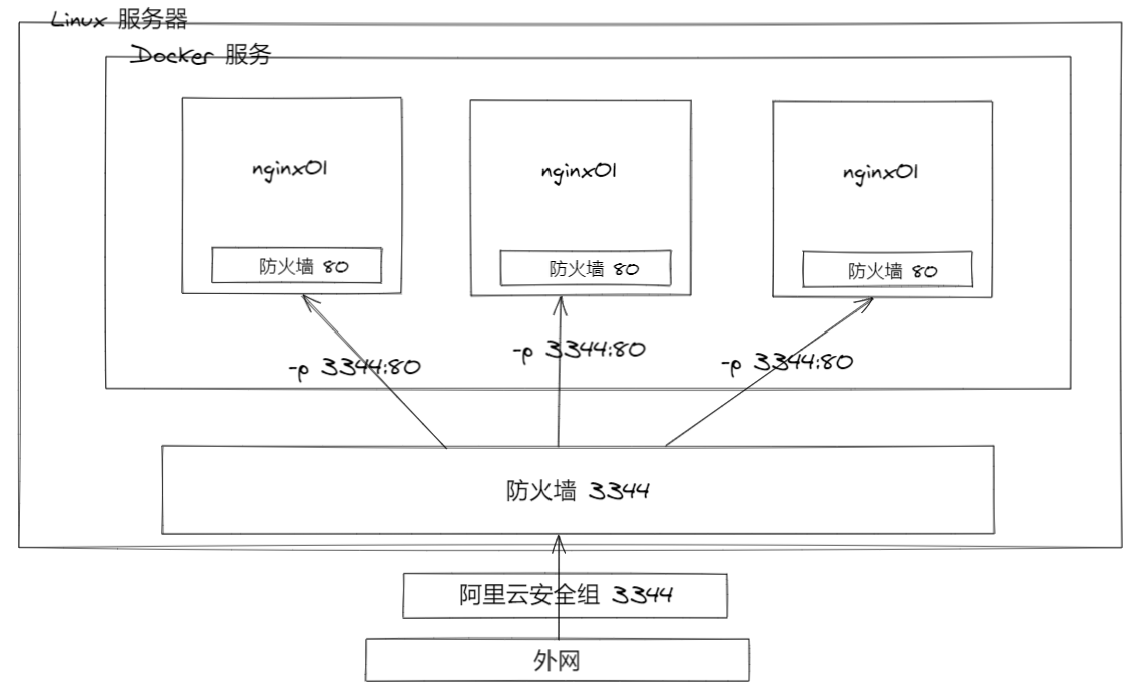 Linux 服务器
Docker 服务
nginx01
nginx01
nginx01
防火墙 80
防火墙 80
防火墙 80
-p 3344:80
-p 3344:80
-p 3344:80
防火墙 3344
阿里云安全组 3344
外网